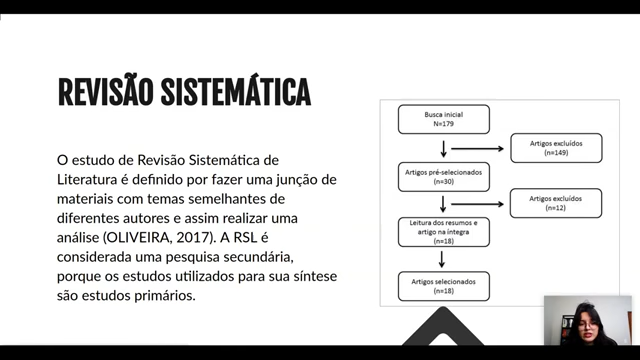 REVISÃO SISTEMÁTICA
O estudo de Revisão Sistemática de
Literatura é definido por fazer uma junção de
materiais com temas semelhantes de
diferentes autores e assim realizar uma
análise (OLIVEIRA, 2017). A RSL é
considerada uma pesquisa secundária,
porque os estudos utilizados para sua síntese
são estudos primários.
Busca inicial
N=179
Artigos excluídos
(n=149)
Artigos pré-selecionados
(n=30)
Artigos excluídos
(n=12)
Leitura dos resumos e
artigo na íntegra
(n=18)
Artigos selecionados
(n=18)